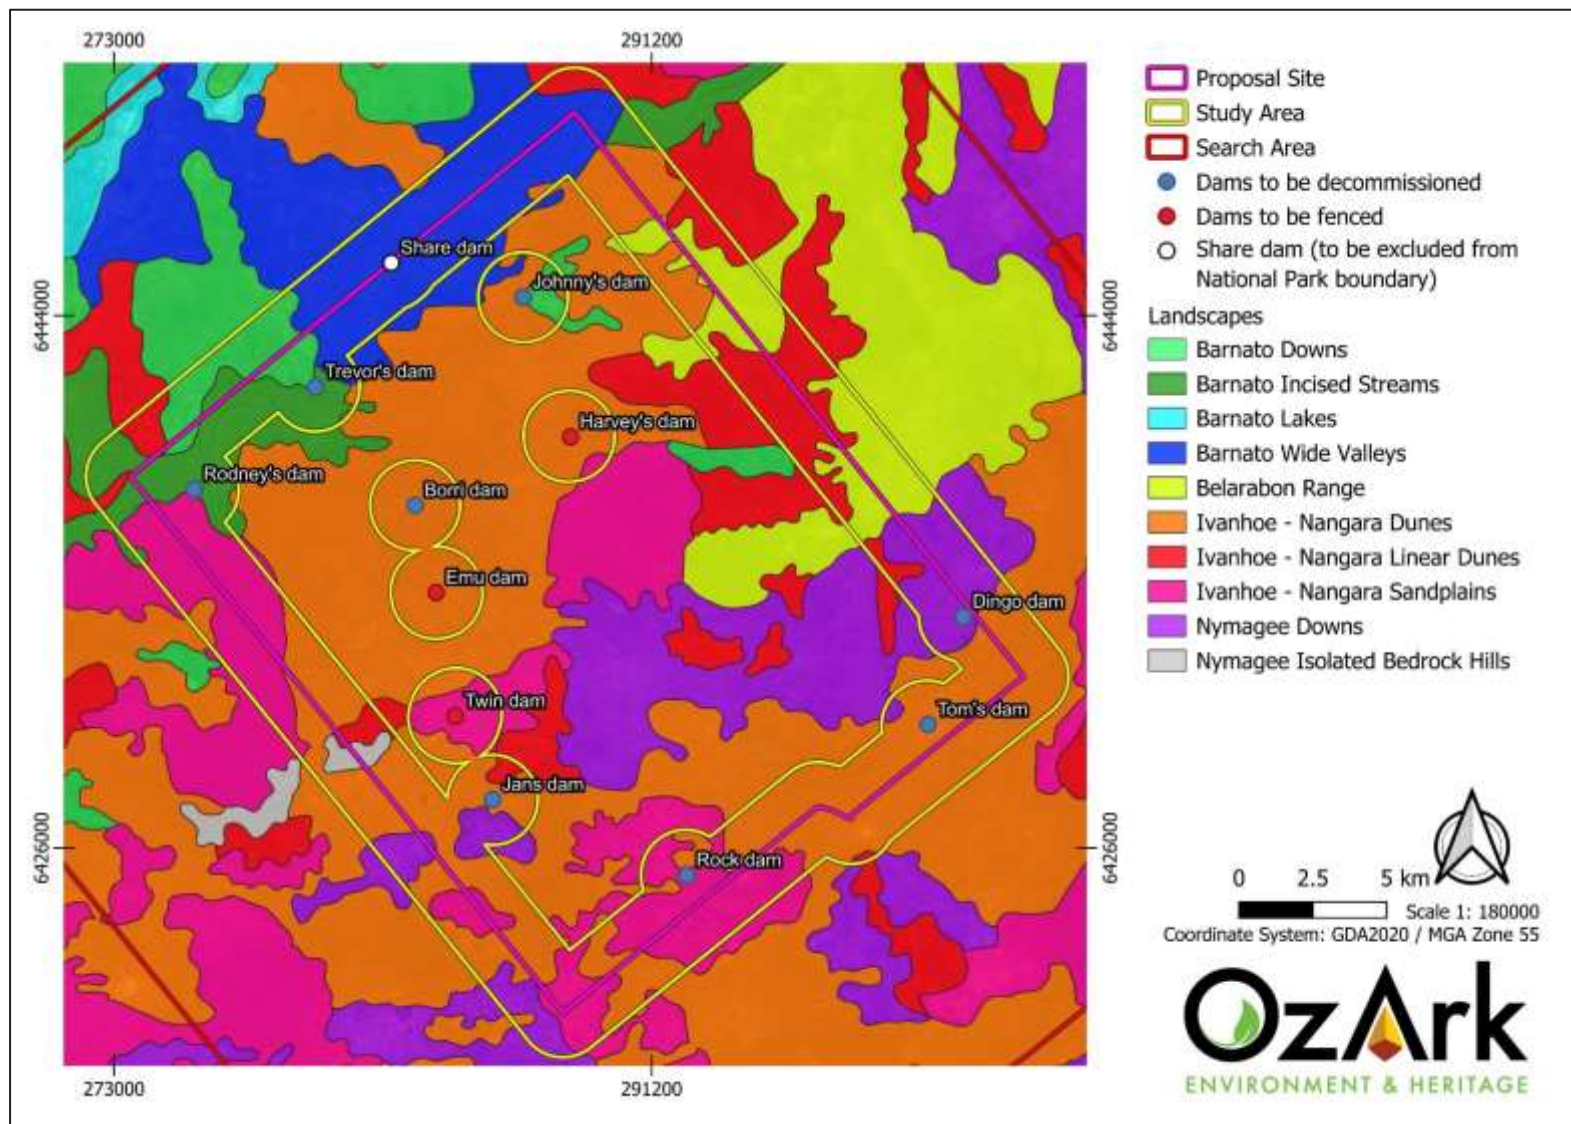 273000
291200
6444000
6444000
6426000
6426000
273000
291200
Share dam
Johnny's dam
Trevor's dam
Harvey's dam
Rodney's dam
Borri dam
Emu dam
Dingo dam
Twin dam
Tom's dam
Jans dam
Rock dam
Proposal Site
Study Area
Search Area
Dams to be decommissioned
Dams to be fenced
Share dam (to be excluded from
National Park boundary)
Landscapes
Barnato Downs
Barnato Incised Streams
Barnato Lakes
Barnato Wide Valleys
Belarabon Range
Ivanhoe - Nangara Dunes
Ivanhoe - Nangara Linear Dunes
Ivanhoe - Nangara Sandplains
Nymagee Downs
Nymagee Isolated Bedrock Hills
0 2.5 5 km
Scale 1: 180000
Coordinate System: GDA2020 / MGA Zone 55
OzArk
ENVIRONMENT & HERITAGE